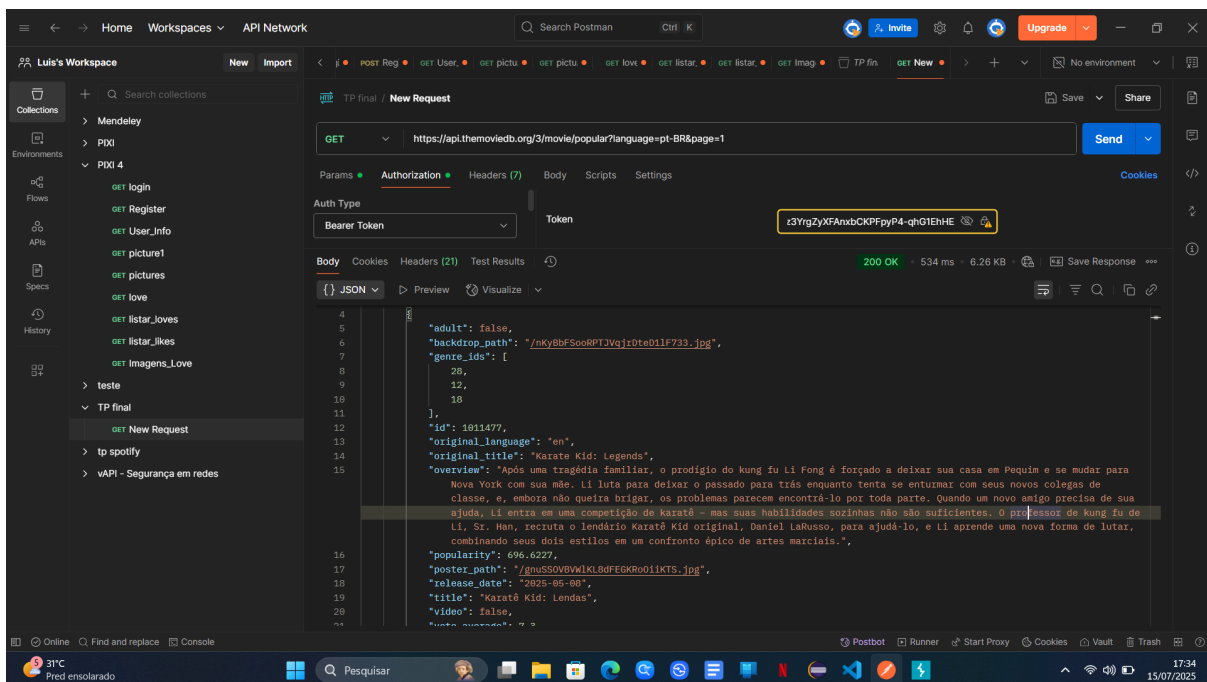 Home Workspaces API Network Search Postman Ctrl K Invite Upgrade
Luis's Workspace New Import POST Reg GET User_ GET pictu GET pictu GET love GET listar_ GET listar_ GET Imag TP fin GET New No environment
Collections Search collections TP final / New Request Save Share
Mendeley
PIXI GET https://api.themoviedb.org/3/movie/popular?language=pt-BR&page=1 Send
Environments
PIXI 4
Params Authorization Headers (7) Body Scripts Settings Cookies
Flows GET login
GET Register Auth Type
APIs GET User_Info Bearer Token Token z3YrgZyXFAnxbCKPFpyP4-qhG1EhHE
GET picture1
Body Cookies Headers (21) Test Results 200 OK 534 ms 6.26 KB Save Response
Specs GET pictures
GET love {} JSON Preview Visualize
History GET listar_loves
GET listar_likes
GET Imagens_Love
teste
TP final
GET New Request
tp spotify
vAPI - Segurança em redes
4 {
5 "adult": false,
6 "backdrop_path": "/nKyBbFSooRPTJVqjrDteD1lF733.jpg",
7 "genre_ids": [
8 28,
9 12,
10 18
11 ],
12 "id": 1011477,
13 "original_language": "en",
14 "original_title": "Karate Kid: Legends",
15 "overview": "Após uma tragédia familiar, o prodígio do kung fu Li Fong é forçado a deixar sua casa em Pequim e se mudar para
Nova York com sua mãe. Li luta para deixar o passado para trás enquanto tenta se enturmar com seus novos colegas de
classe, e, embora não queira brigar, os problemas parecem encontrá-lo por toda parte. Quando um novo amigo precisa de sua
ajuda, Li entra em uma competição de karatê – mas suas habilidades sozinhas não são suficientes. O professor de kung fu de
Li, Sr. Han, recruta o lendário Karatê Kid original, Daniel LaRusso, para ajudá-lo, e Li aprende uma nova forma de lutar,
combinando seus dois estilos em um confronto épico de artes marciais.",
16 "popularity": 696.6227,
17 "poster_path": "/gnuSSOVBVWlKL8dFEGKRoOiiKTS.jpg",
18 "release_date": "2025-05-08",
19 "title": "Karatê Kid: Lendas",
20 "video": false,
21 "vote_average": 7.3
Online Find and replace Console Postbot Runner Start Proxy Cookies Vault Trash
5 31°C
Pred ensolarado Pesquisar 17:34
15/07/2025